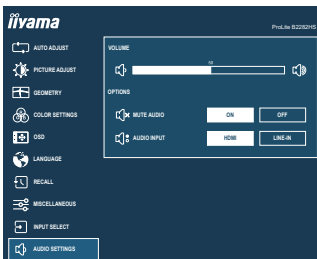 iiyama
ProLite B2282HS
AUTO ADJUST
PICTURE ADJUST
GEOMETRY
COLOR SETTINGS
OSD
LANGUAGE
RECALL
MISCELLANEOUS
INPUT SELECT
AUDIO SETTINGS
VOLUME
50
OPTIONS
MUTE AUDIO ON OFF
AUDIO INPUT HDMI LINE-IN